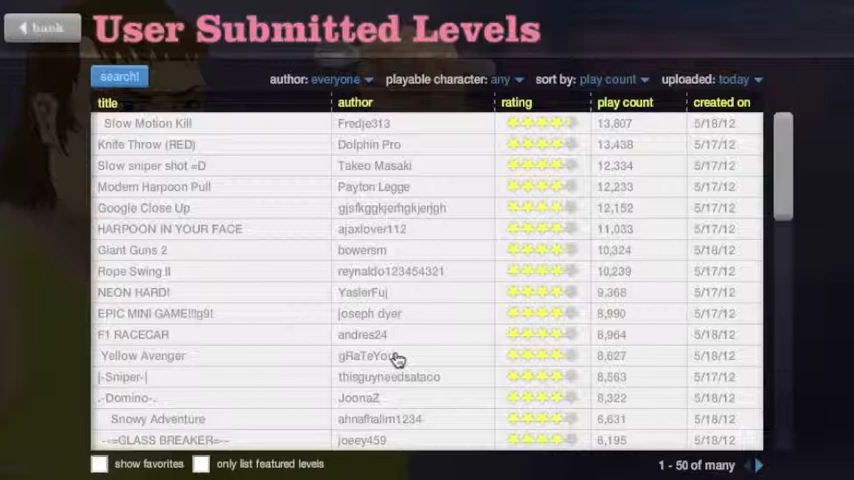 back
User Submitted Levels
search! author: everyone playable character: any sort by: play count uploaded: today
title author rating play count created on
Slow Motion Kill Fredje313 13,807 5/18/12
Knife Throw (RED) Dolphin Pro 13,438 5/17/12
Slow sniper shot =D Takeo Masaki 12,334 5/17/12
Modern Harpoon Pull Payton Legge 12,233 5/17/12
Google Close Up gjsfkggkjerhgkjerjgh 12,152 5/17/12
HARPOON IN YOUR FACE ajaxlover112 11,033 5/17/12
Giant Guns 2 bowersm 10,324 5/18/12
Rope Swing II reynaldo123454321 10,239 5/17/12
NEON HARD! YaslerFuj 9,368 5/17/12
EPIC MINI GAME!!!g9! joseph dyer 8,990 5/17/12
F1 RACECAR andres24 8,964 5/18/12
Yellow Avenger 8,627 5/18/12
|-Sniper-| thisguyneedsataco 8,563 5/17/12
.-Domino-. JoonaZ 8,322 5/18/12
Snowy Adventure ahnafhalim1234 6,631 5/18/12
--=GLASS BREAKER=-- joeey459 6,195 5/18/12
show favorites only list featured levels 1 - 50 of many